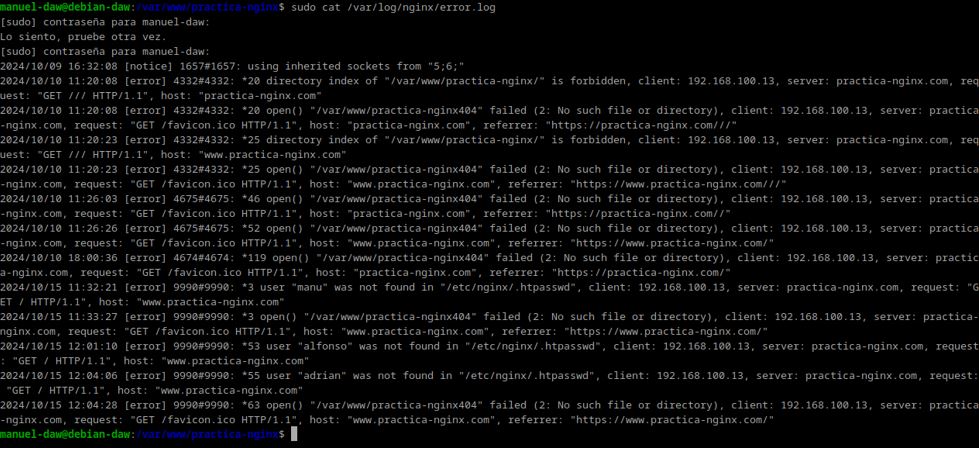 manuel-daw@debian-daw:/var/www/practica-nginx$ sudo cat /var/log/nginx/error.log
[sudo] contraseña para manuel-daw:
Lo siento, pruebe otra vez.
[sudo] contraseña para manuel-daw:
2024/10/09 16:32:08 [notice] 1657#1657: using inherited sockets from "5;6;"
2024/10/10 11:20:08 [error] 4332#4332: *20 directory index of "/var/www/practica-nginx/" is forbidden, client: 192.168.100.13, server: practica-nginx.com, req
uest: "GET /// HTTP/1.1", host: "practica-nginx.com"
2024/10/10 11:20:08 [error] 4332#4332: *20 open() "/var/www/practica-nginx404" failed (2: No such file or directory), client: 192.168.100.13, server: practica
-nginx.com, request: "GET /favicon.ico HTTP/1.1", host: "practica-nginx.com", referrer: "https://practica-nginx.com///"
2024/10/10 11:20:23 [error] 4332#4332: *25 directory index of "/var/www/practica-nginx/" is forbidden, client: 192.168.100.13, server: practica-nginx.com, req
uest: "GET /// HTTP/1.1", host: "www.practica-nginx.com"
2024/10/10 11:20:23 [error] 4332#4332: *25 open() "/var/www/practica-nginx404" failed (2: No such file or directory), client: 192.168.100.13, server: practica
-nginx.com, request: "GET /favicon.ico HTTP/1.1", host: "www.practica-nginx.com", referrer: "https://www.practica-nginx.com///"
2024/10/10 11:26:03 [error] 4675#4675: *46 open() "/var/www/practica-nginx404" failed (2: No such file or directory), client: 192.168.100.13, server: practica
-nginx.com, request: "GET /favicon.ico HTTP/1.1", host: "practica-nginx.com", referrer: "https://practica-nginx.com//"
2024/10/10 11:26:26 [error] 4675#4675: *52 open() "/var/www/practica-nginx404" failed (2: No such file or directory), client: 192.168.100.13, server: practica
-nginx.com, request: "GET /favicon.ico HTTP/1.1", host: "www.practica-nginx.com", referrer: "https://www.practica-nginx.com/"
2024/10/10 18:00:36 [error] 4674#4674: *119 open() "/var/www/practica-nginx404" failed (2: No such file or directory), client: 192.168.100.13, server: practic
a-nginx.com, request: "GET /favicon.ico HTTP/1.1", host: "practica-nginx.com", referrer: "https://practica-nginx.com/"
2024/10/15 11:32:21 [error] 9990#9990: *3 user "manu" was not found in "/etc/nginx/.htpasswd", client: 192.168.100.13, server: practica-nginx.com, request: "G
ET / HTTP/1.1", host: "www.practica-nginx.com"
2024/10/15 11:33:27 [error] 9990#9990: *3 open() "/var/www/practica-nginx404" failed (2: No such file or directory), client: 192.168.100.13, server: practica-
nginx.com, request: "GET /favicon.ico HTTP/1.1", host: "www.practica-nginx.com", referrer: "https://www.practica-nginx.com/"
2024/10/15 12:01:10 [error] 9990#9990: *53 user "alfonso" was not found in "/etc/nginx/.htpasswd", client: 192.168.100.13, server: practica-nginx.com, request
: "GET / HTTP/1.1", host: "www.practica-nginx.com"
2024/10/15 12:04:06 [error] 9990#9990: *55 user "adrian" was not found in "/etc/nginx/.htpasswd", client: 192.168.100.13, server: practica-nginx.com, request:
 "GET / HTTP/1.1", host: "www.practica-nginx.com"
2024/10/15 12:04:28 [error] 9990#9990: *63 open() "/var/www/practica-nginx404" failed (2: No such file or directory), client: 192.168.100.13, server: practica
-nginx.com, request: "GET /favicon.ico HTTP/1.1", host: "www.practica-nginx.com", referrer: "https://www.practica-nginx.com/"
manuel-daw@debian-daw:/var/www/practica-nginx$